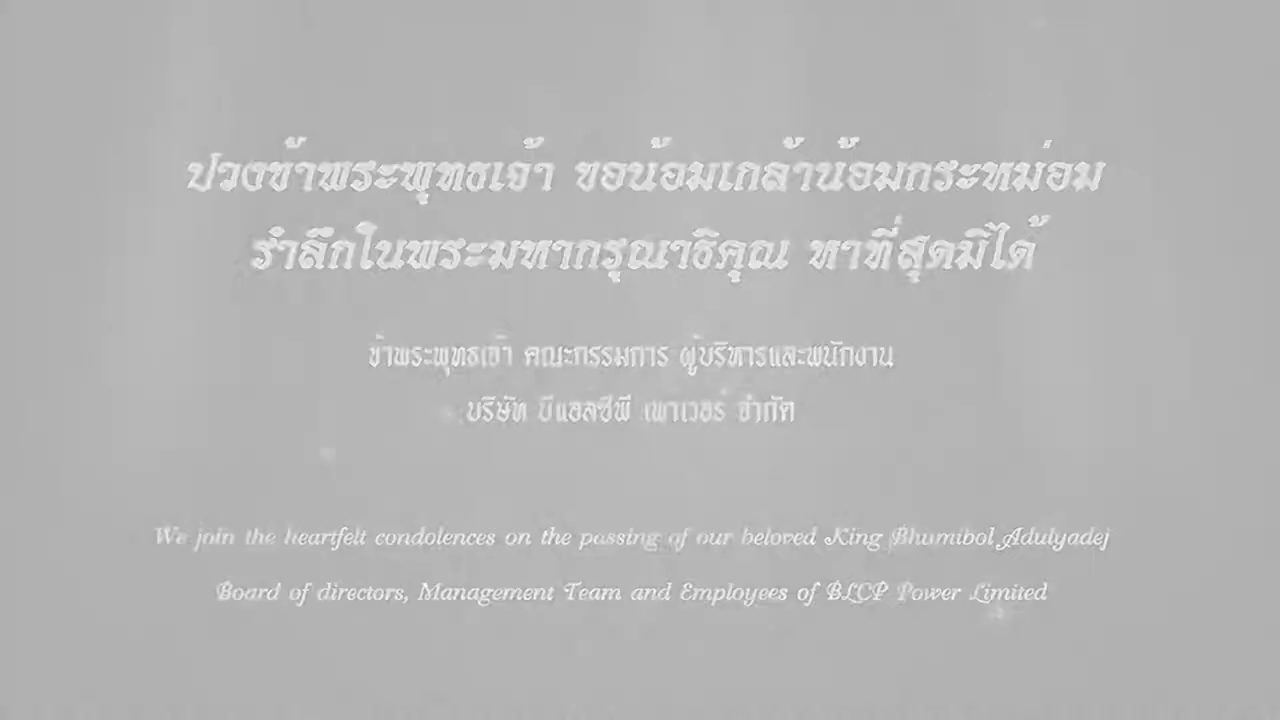 ปวงข้าพระพุทธเจ้า ขอน้อมเกล้าน้อมกระหม่อม
รำลึกในพระมหากรุณาธิคุณ หาที่สุดมิได้
ข้าพระพุทธเจ้า คณะกรรมการ ผู้บริหารและพนักงาน
บริษัท บีแอลซีพี เพาเวอร์ จำกัด
We join the heartfelt condolences on the passing of our beloved King Bhumibol Adulyadej
Board of directors, Management Team and Employees of BLCP Power Limited